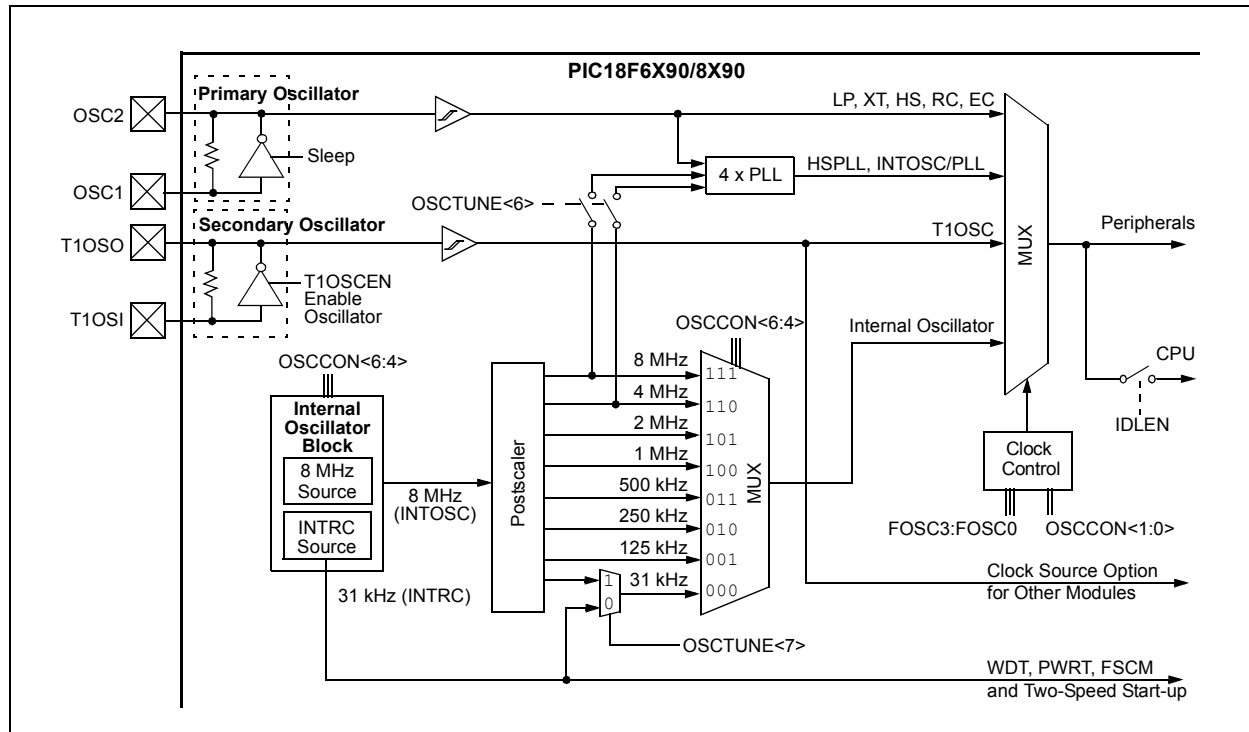 PIC18F6X90/8X90
Primary Oscillator
OSC2
Sleep
OSC1
LP, XT, HS, RC, EC
4 x PLL
HSPLL, INTOSC/PLL
OSCTUNE<6>
Secondary Oscillator
T1OSO
T1OSCEN
Enable
Oscillator
T1OSI
T1OSC
MUX
Peripherals
Internal Oscillator
CPU
IDLEN
Clock
Control
FOSC3:FOSC0
OSCCON<1:0>
OSCCON<6:4>
Internal
Oscillator
Block
8 MHz
Source
INTRC
Source
8 MHz
(INTOSC)
31 kHz (INTRC)
Postscaler
OSCCON<6:4>
8 MHz
111
4 MHz
110
2 MHz
101
1 MHz
100
500 kHz
011
250 kHz
010
125 kHz
001
31 kHz
000
MUX
1
0
OSCTUNE<7>
Clock Source Option
for Other Modules
WDT, PWRT, FSCM
and Two-Speed Start-up